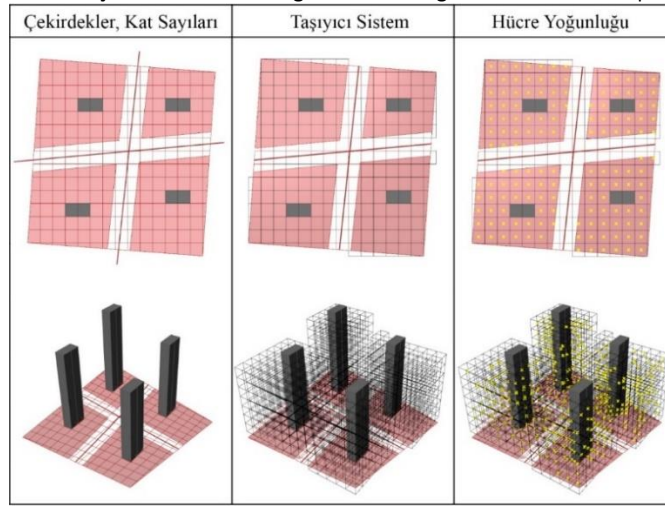 Çekirdekler, Kat Sayıları
Taşıyıcı Sistem
Hücre Yoğunluğu